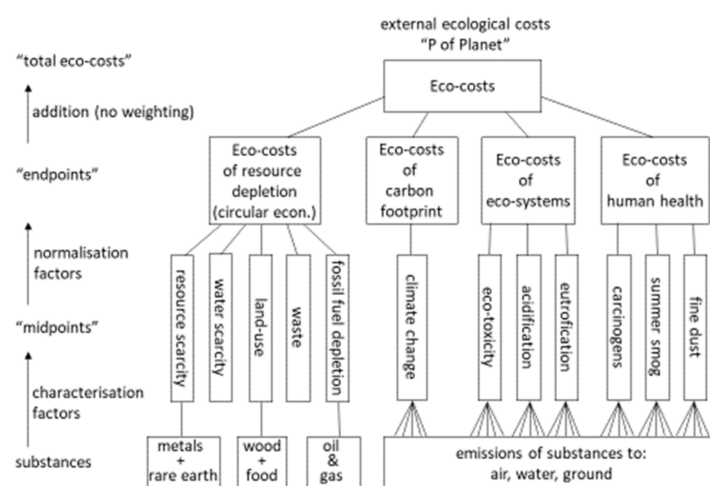 external ecological costs
“P of Planet”
“total eco-costs”
Eco-costs
addition (no weighting)
Eco-costs
of resource
depletion
(circular econ.)
Eco-costs
of
carbon
footprint
Eco-costs
of
eco-systems
Eco-costs
of
human health
“endpoints”
normalisation
factors
resource scarcity
water scarcity
land-use
waste
fossil fuel depletion
climate change
eco-toxicity
acidification
eutrofication
carcinogens
summer smog
fine dust
“midpoints”
characterisation
factors
substances
metals
+
rare earth
wood
+
food
oil
&
gas
emissions of substances to:
air, water, ground